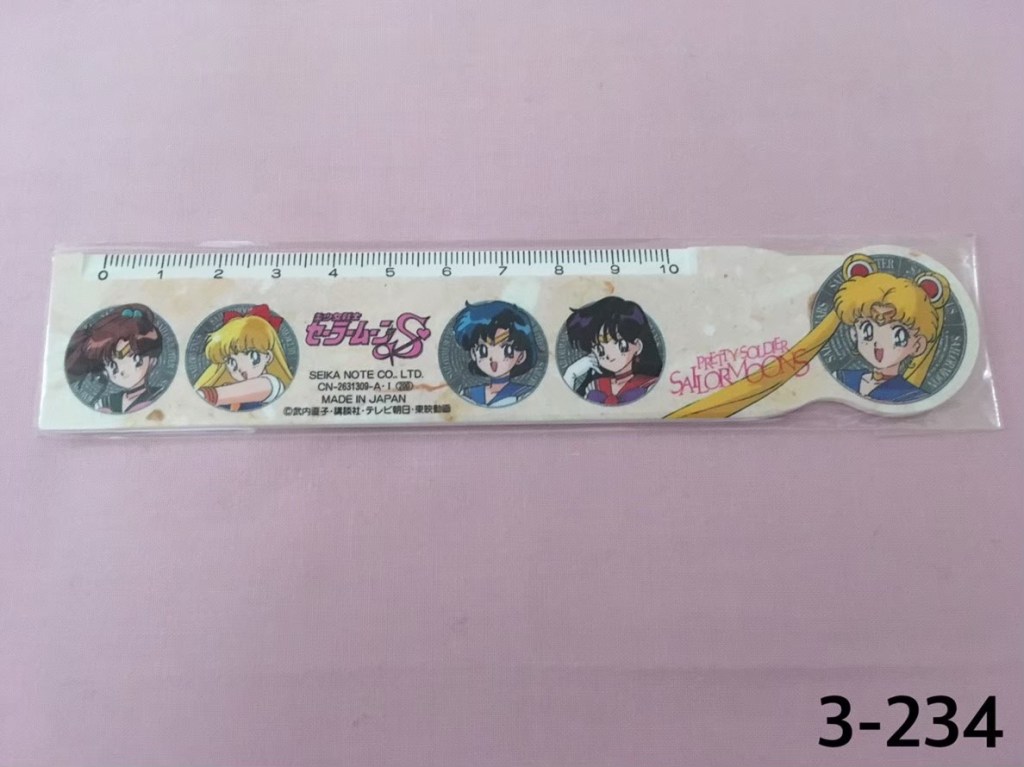 0 1 2 3 4 5 6 7 8 9 10
美少女戦士
セーラームーンS
SEIKA NOTE CO., LTD.
CN-2631309-A・I (200)
MADE IN JAPAN
©武内直子・講談社・テレビ朝日・東映動画
PRETTY SOLDIER
SAILORMOON S
3-234